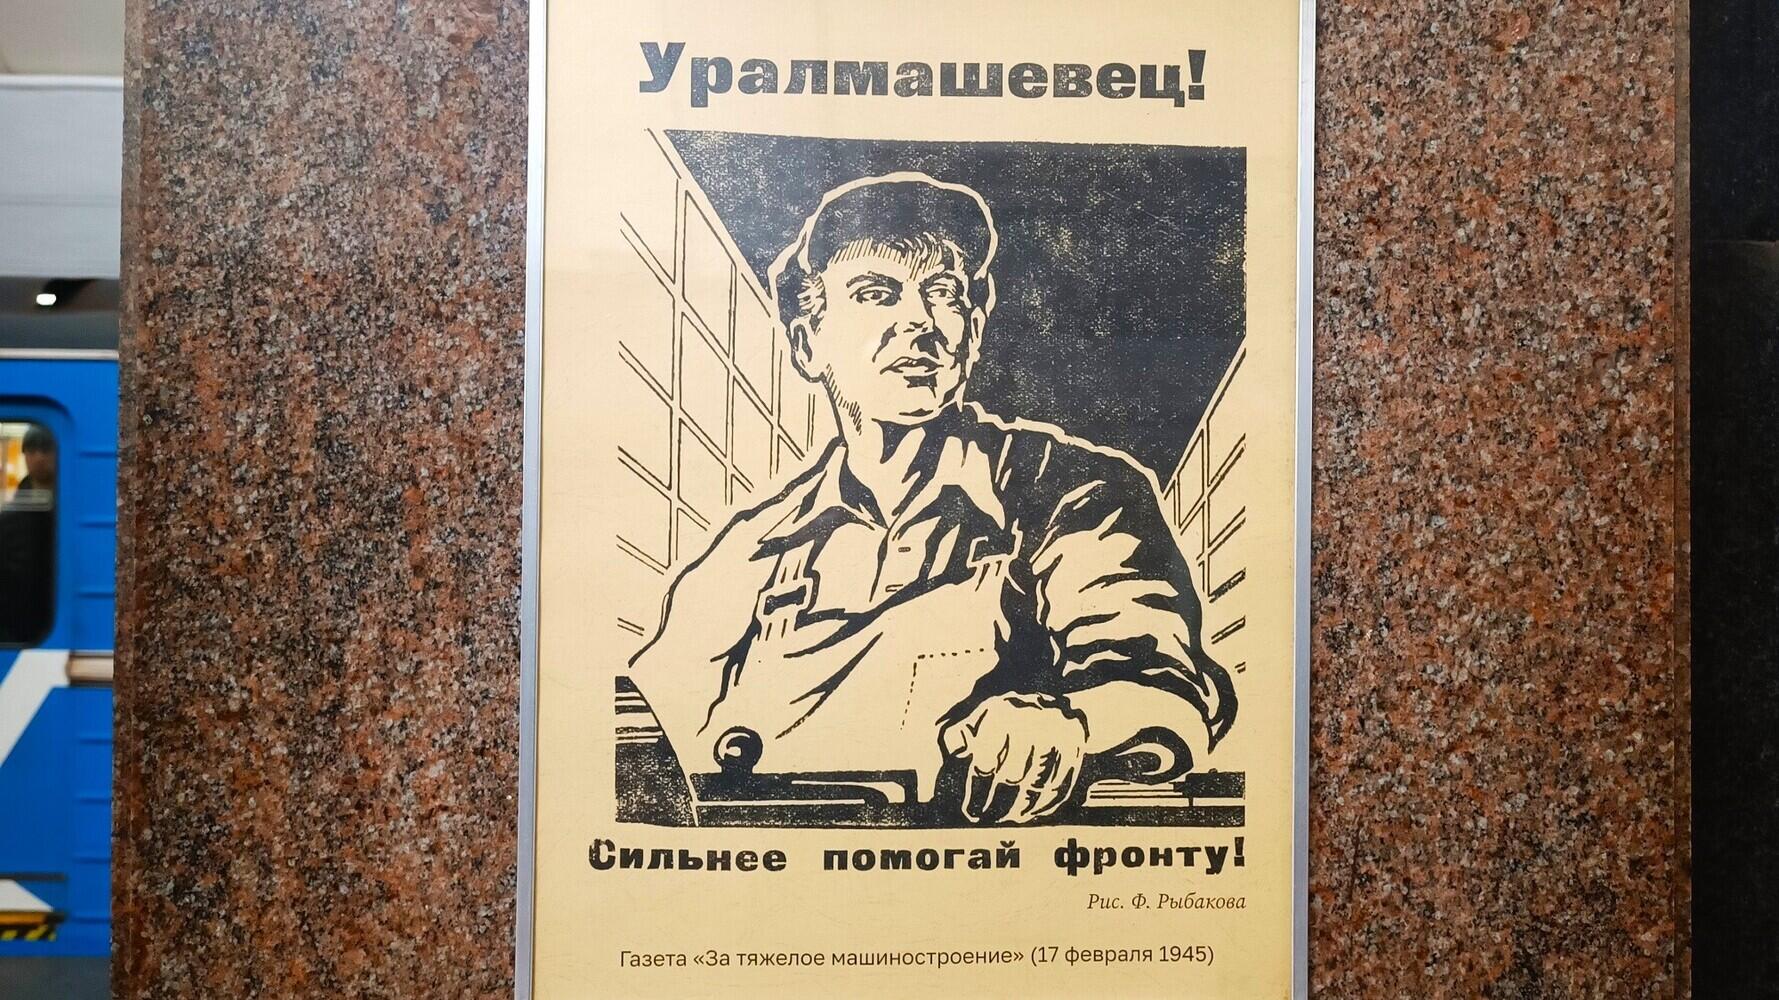 Уралмашевец!
Сильнее помогай фронту!
Рис. Ф. Рыбакова
Газета «За тяжелое машиностроение» (17 февраля 1945)